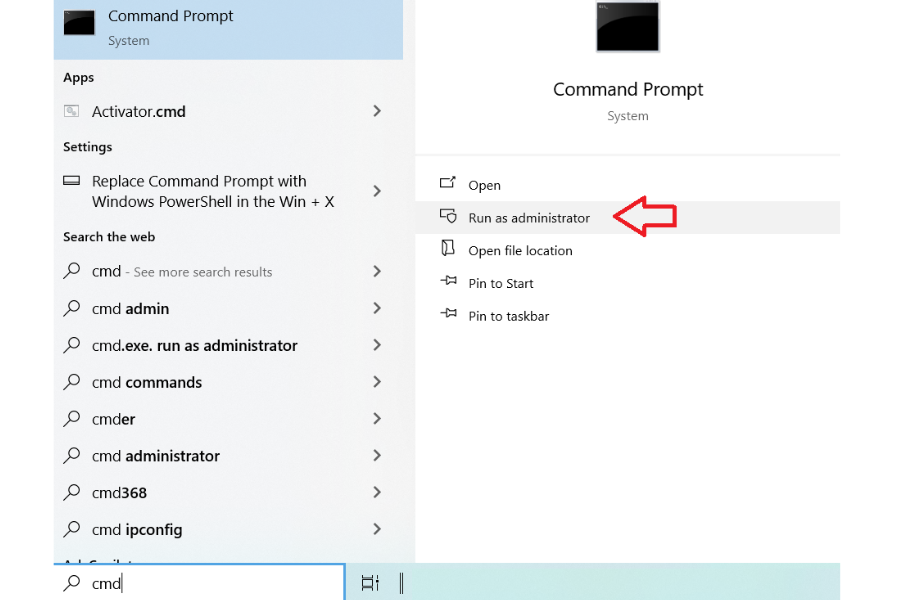 Command Prompt
System
Apps
Activator.cmd
Settings
Replace Command Prompt with
Windows PowerShell in the Win + X
Search the web
cmd - See more search results
cmd admin
cmd.exe. run as administrator
cmd commands
cmder
cmd administrator
cmd368
cmd ipconfig
cmd
Command Prompt
System
Open
Run as administrator
Open file location
Pin to Start
Pin to taskbar